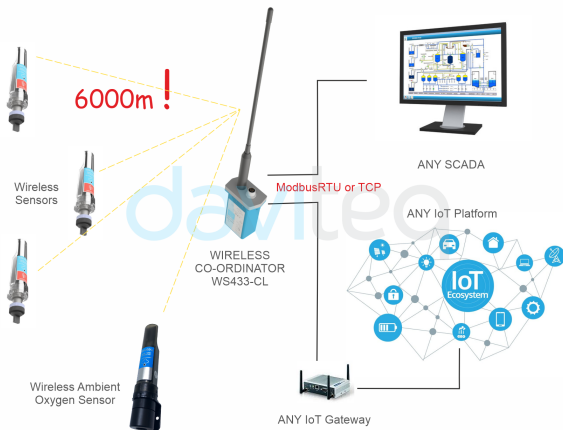 6000m !
ANY SCADA
Wireless
Sensors
ModbusRTU or TCP
daviteq
ANY IoT Platform
WIRELESS
CO-ORDINATOR
WS433-CL
IoT
Ecosystem
Wireless Ambient
Oxygen Sensor
ANY IoT Gateway